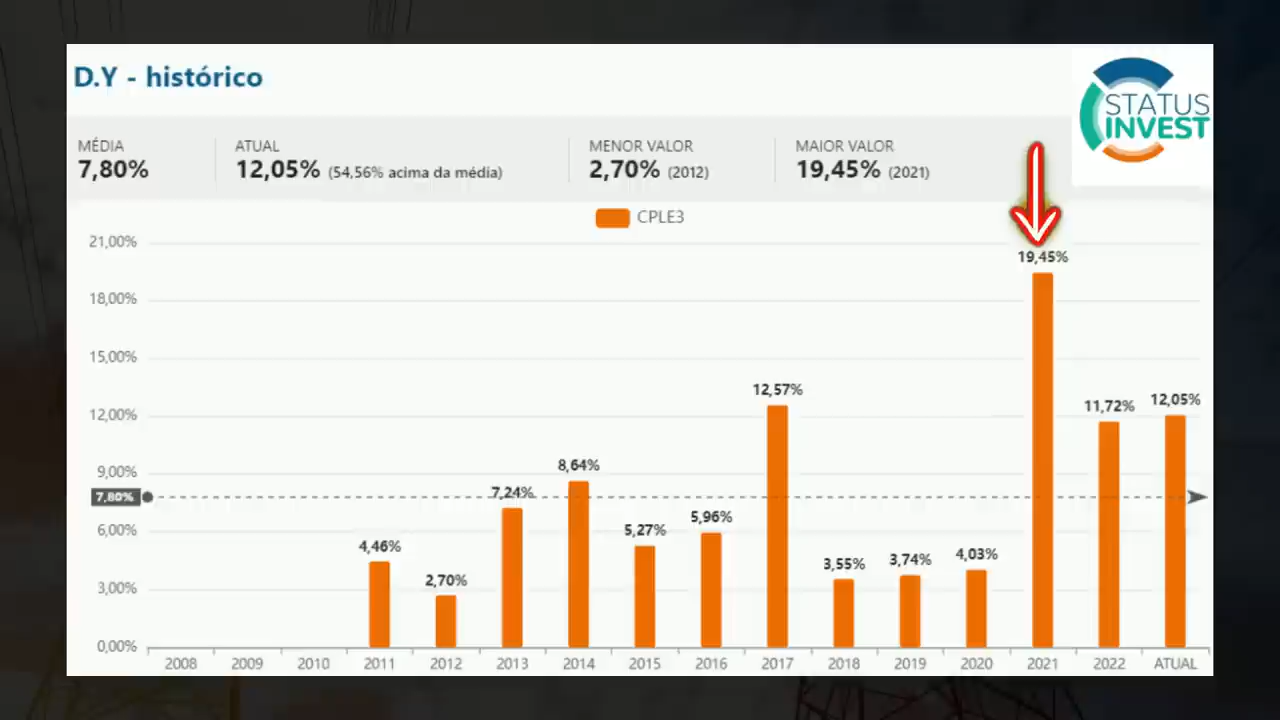 D.Y - histórico
STATUS
INVEST
MÉDIA
7,80%
ATUAL
12,05% (54,56% acima da média)
MENOR VALOR
2,70% (2012)
MAIOR VALOR
19,45% (2021)
CPLE3
21,00%
18,00%
15,00%
12,00%
9,00%
7,80%
6,00%
3,00%
0,00%
4,46%
2,70%
7,24%
8,64%
5,27%
5,96%
12,57%
3,55%
3,74%
4,03%
19,45%
11,72%
12,05%
2008 2009 2010 2011 2012 2013 2014 2015 2016 2017 2018 2019 2020 2021 2022 ATUAL